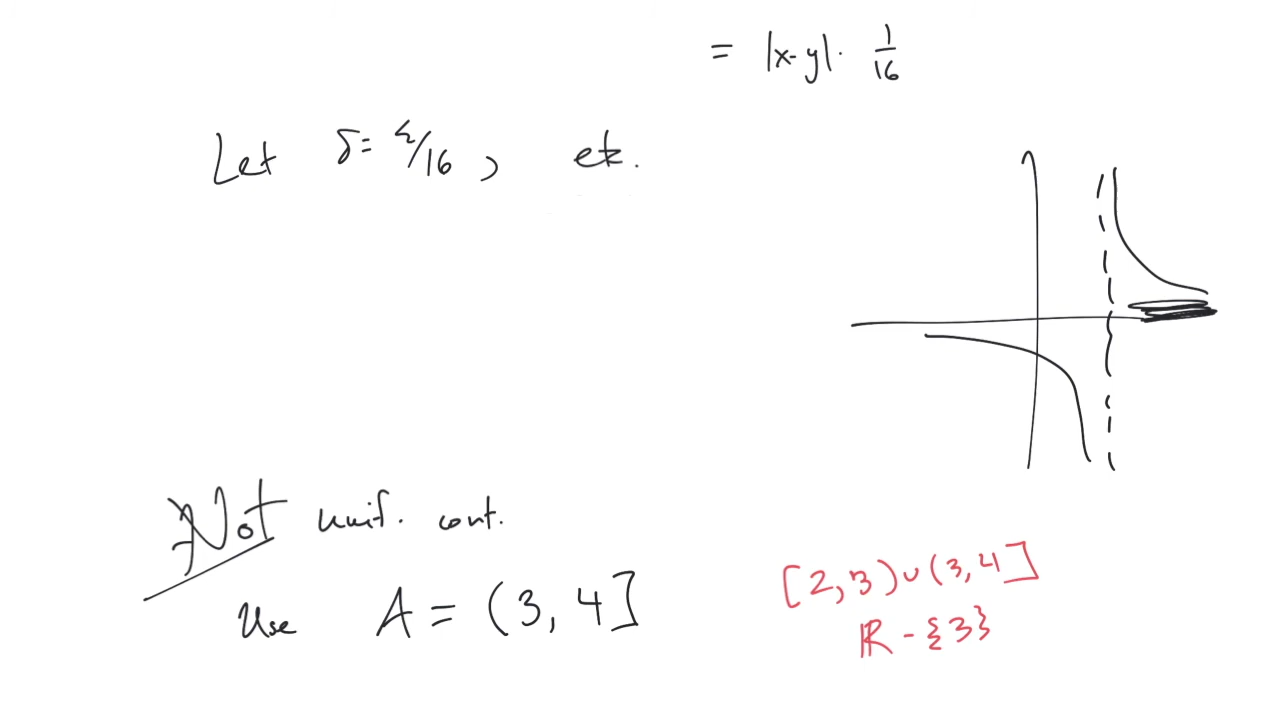 = |x-y| · 1/16
Let δ = ε/16, etc.
Not unif. cont.
Use A = (3, 4]
[2,3) ∪ (3,4]
ℝ - {3}